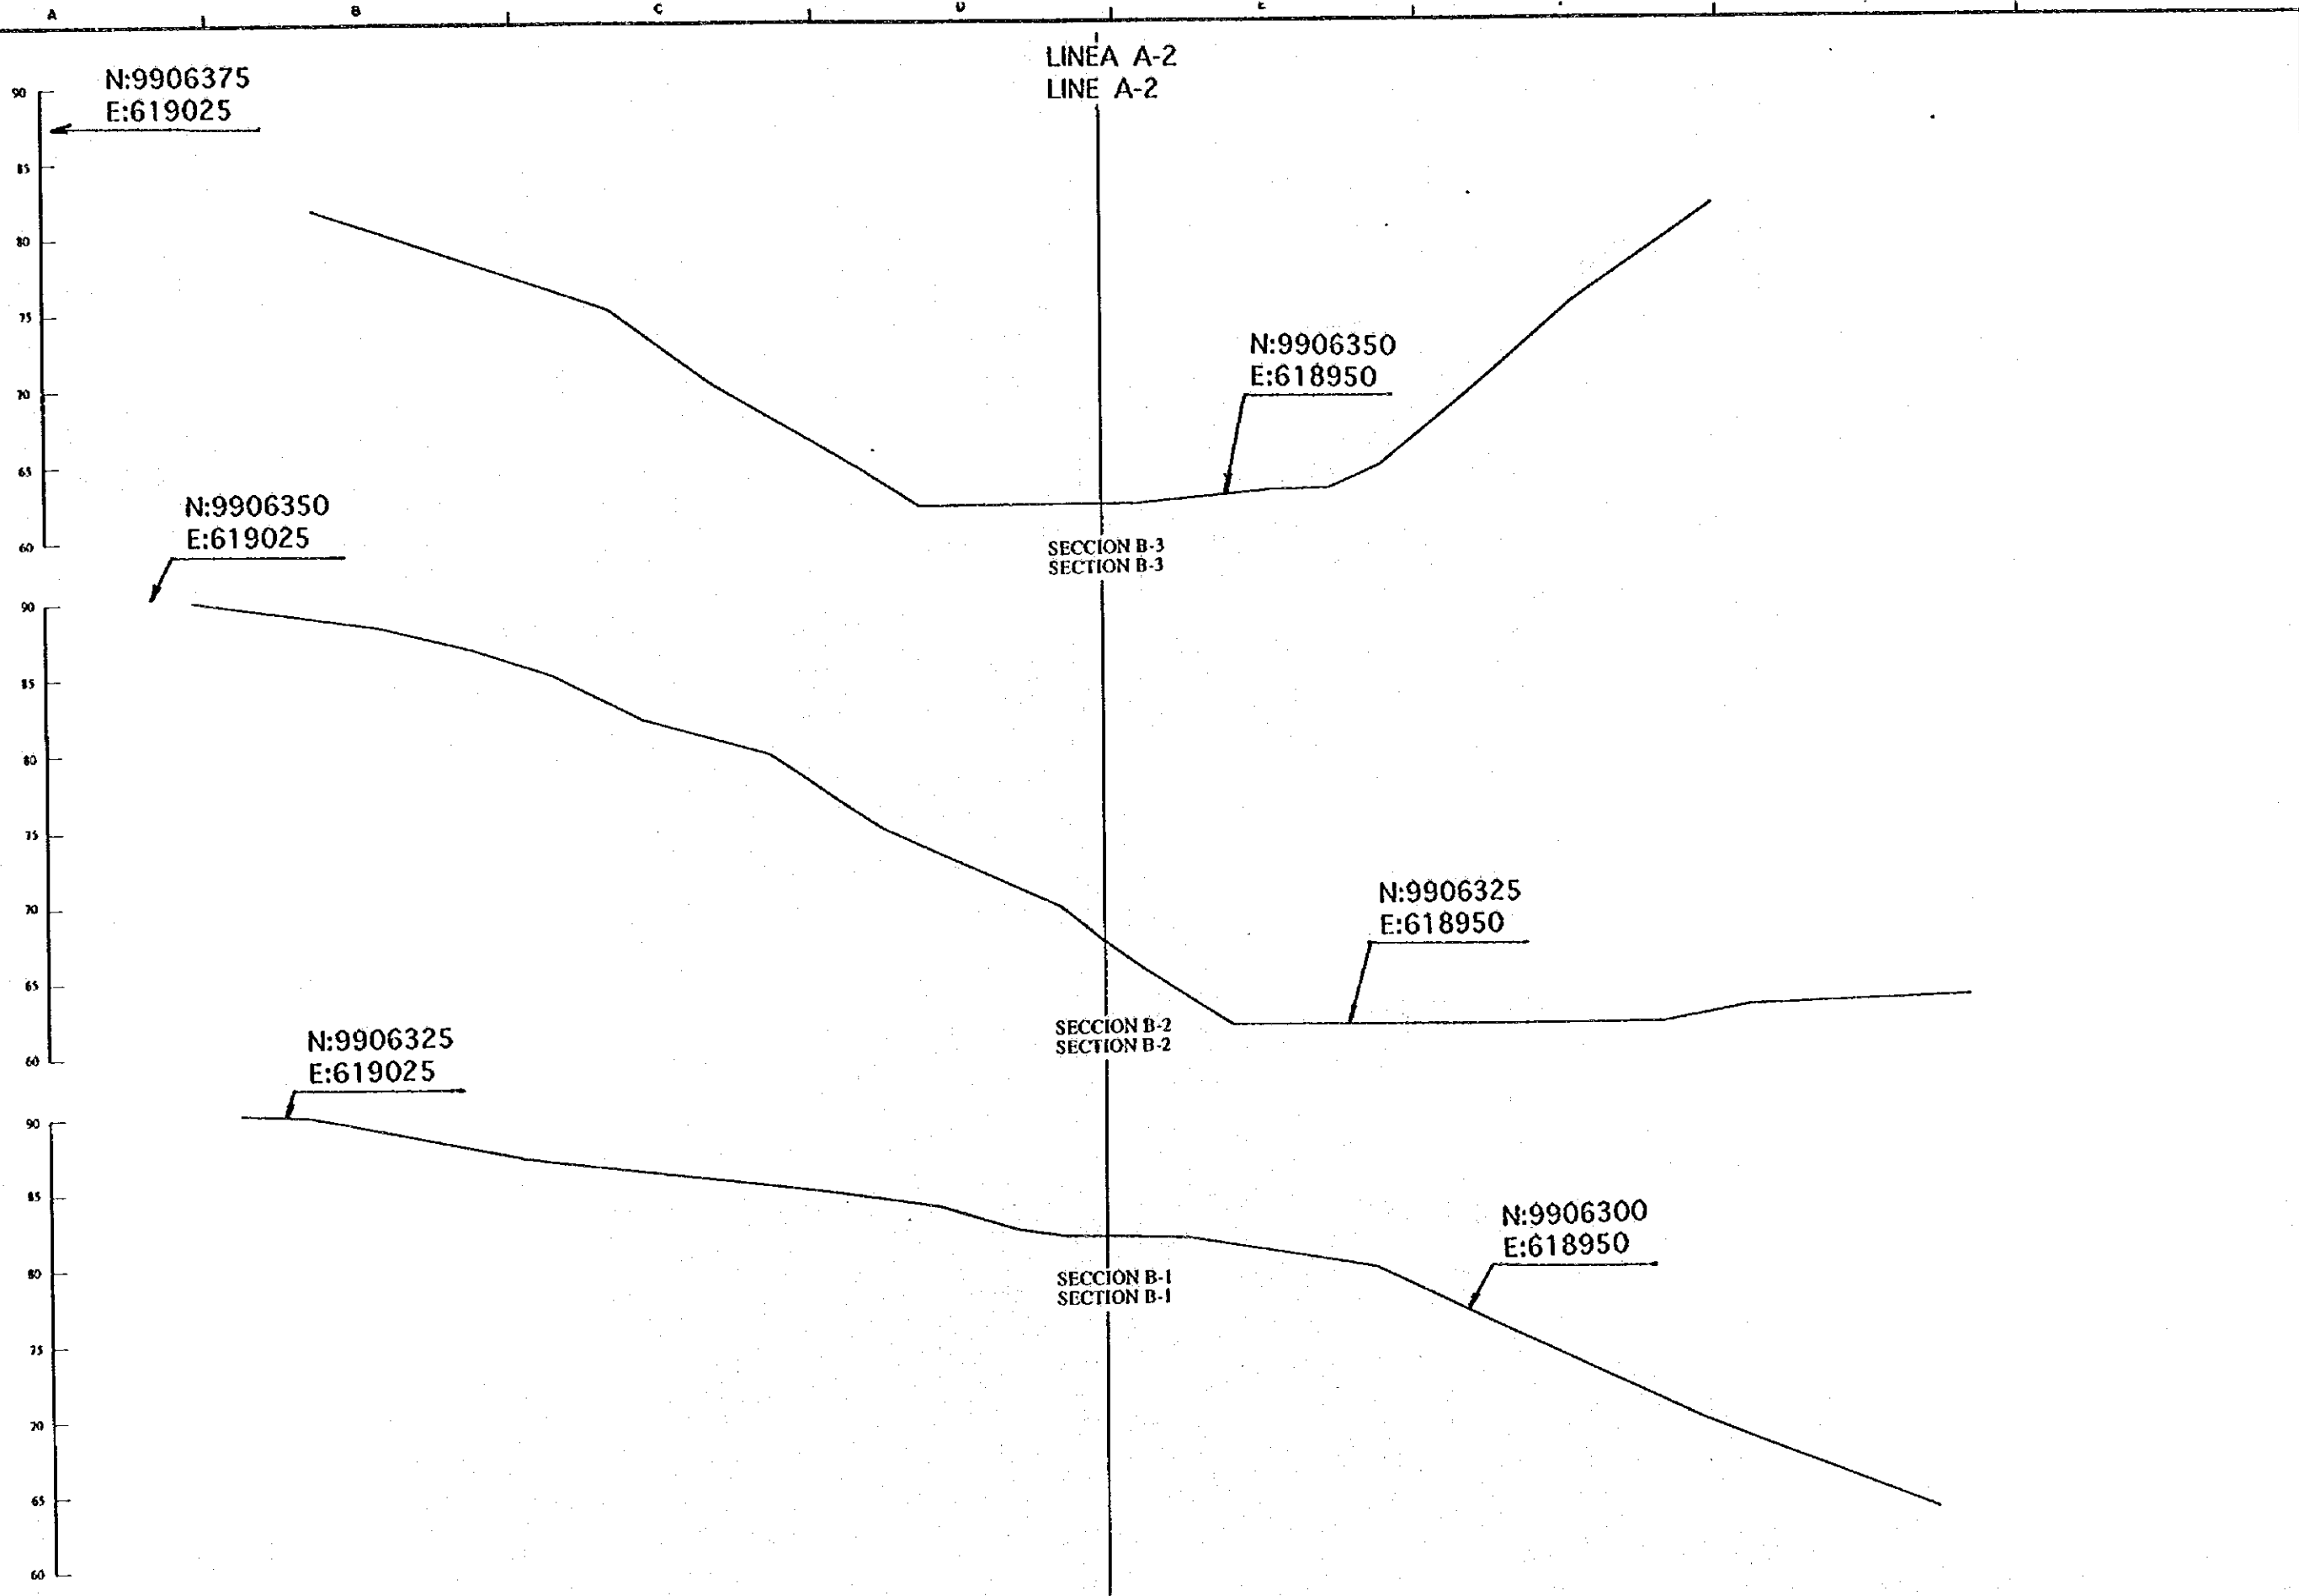 A B C D E
LINEA A-2
LINE A-2
N:9906375
E:619025
90
85
80
75
70
65
60
N:9906350
E:618950
SECCION B-3
SECTION B-3
N:9906350
E:619025
90
85
80
75
70
65
60
N:9906325
E:618950
SECCION B-2
SECTION B-2
N:9906325
E:619025
90
85
80
75
70
65
60
N:9906300
E:618950
SECCION B-1
SECTION B-1